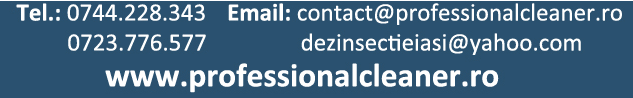 Tel.: 0744.228.343 Email: contact@professionalcleaner.ro
0723.776.577 dezinsectieiasi@yahoo.com
www.professionalcleaner.ro